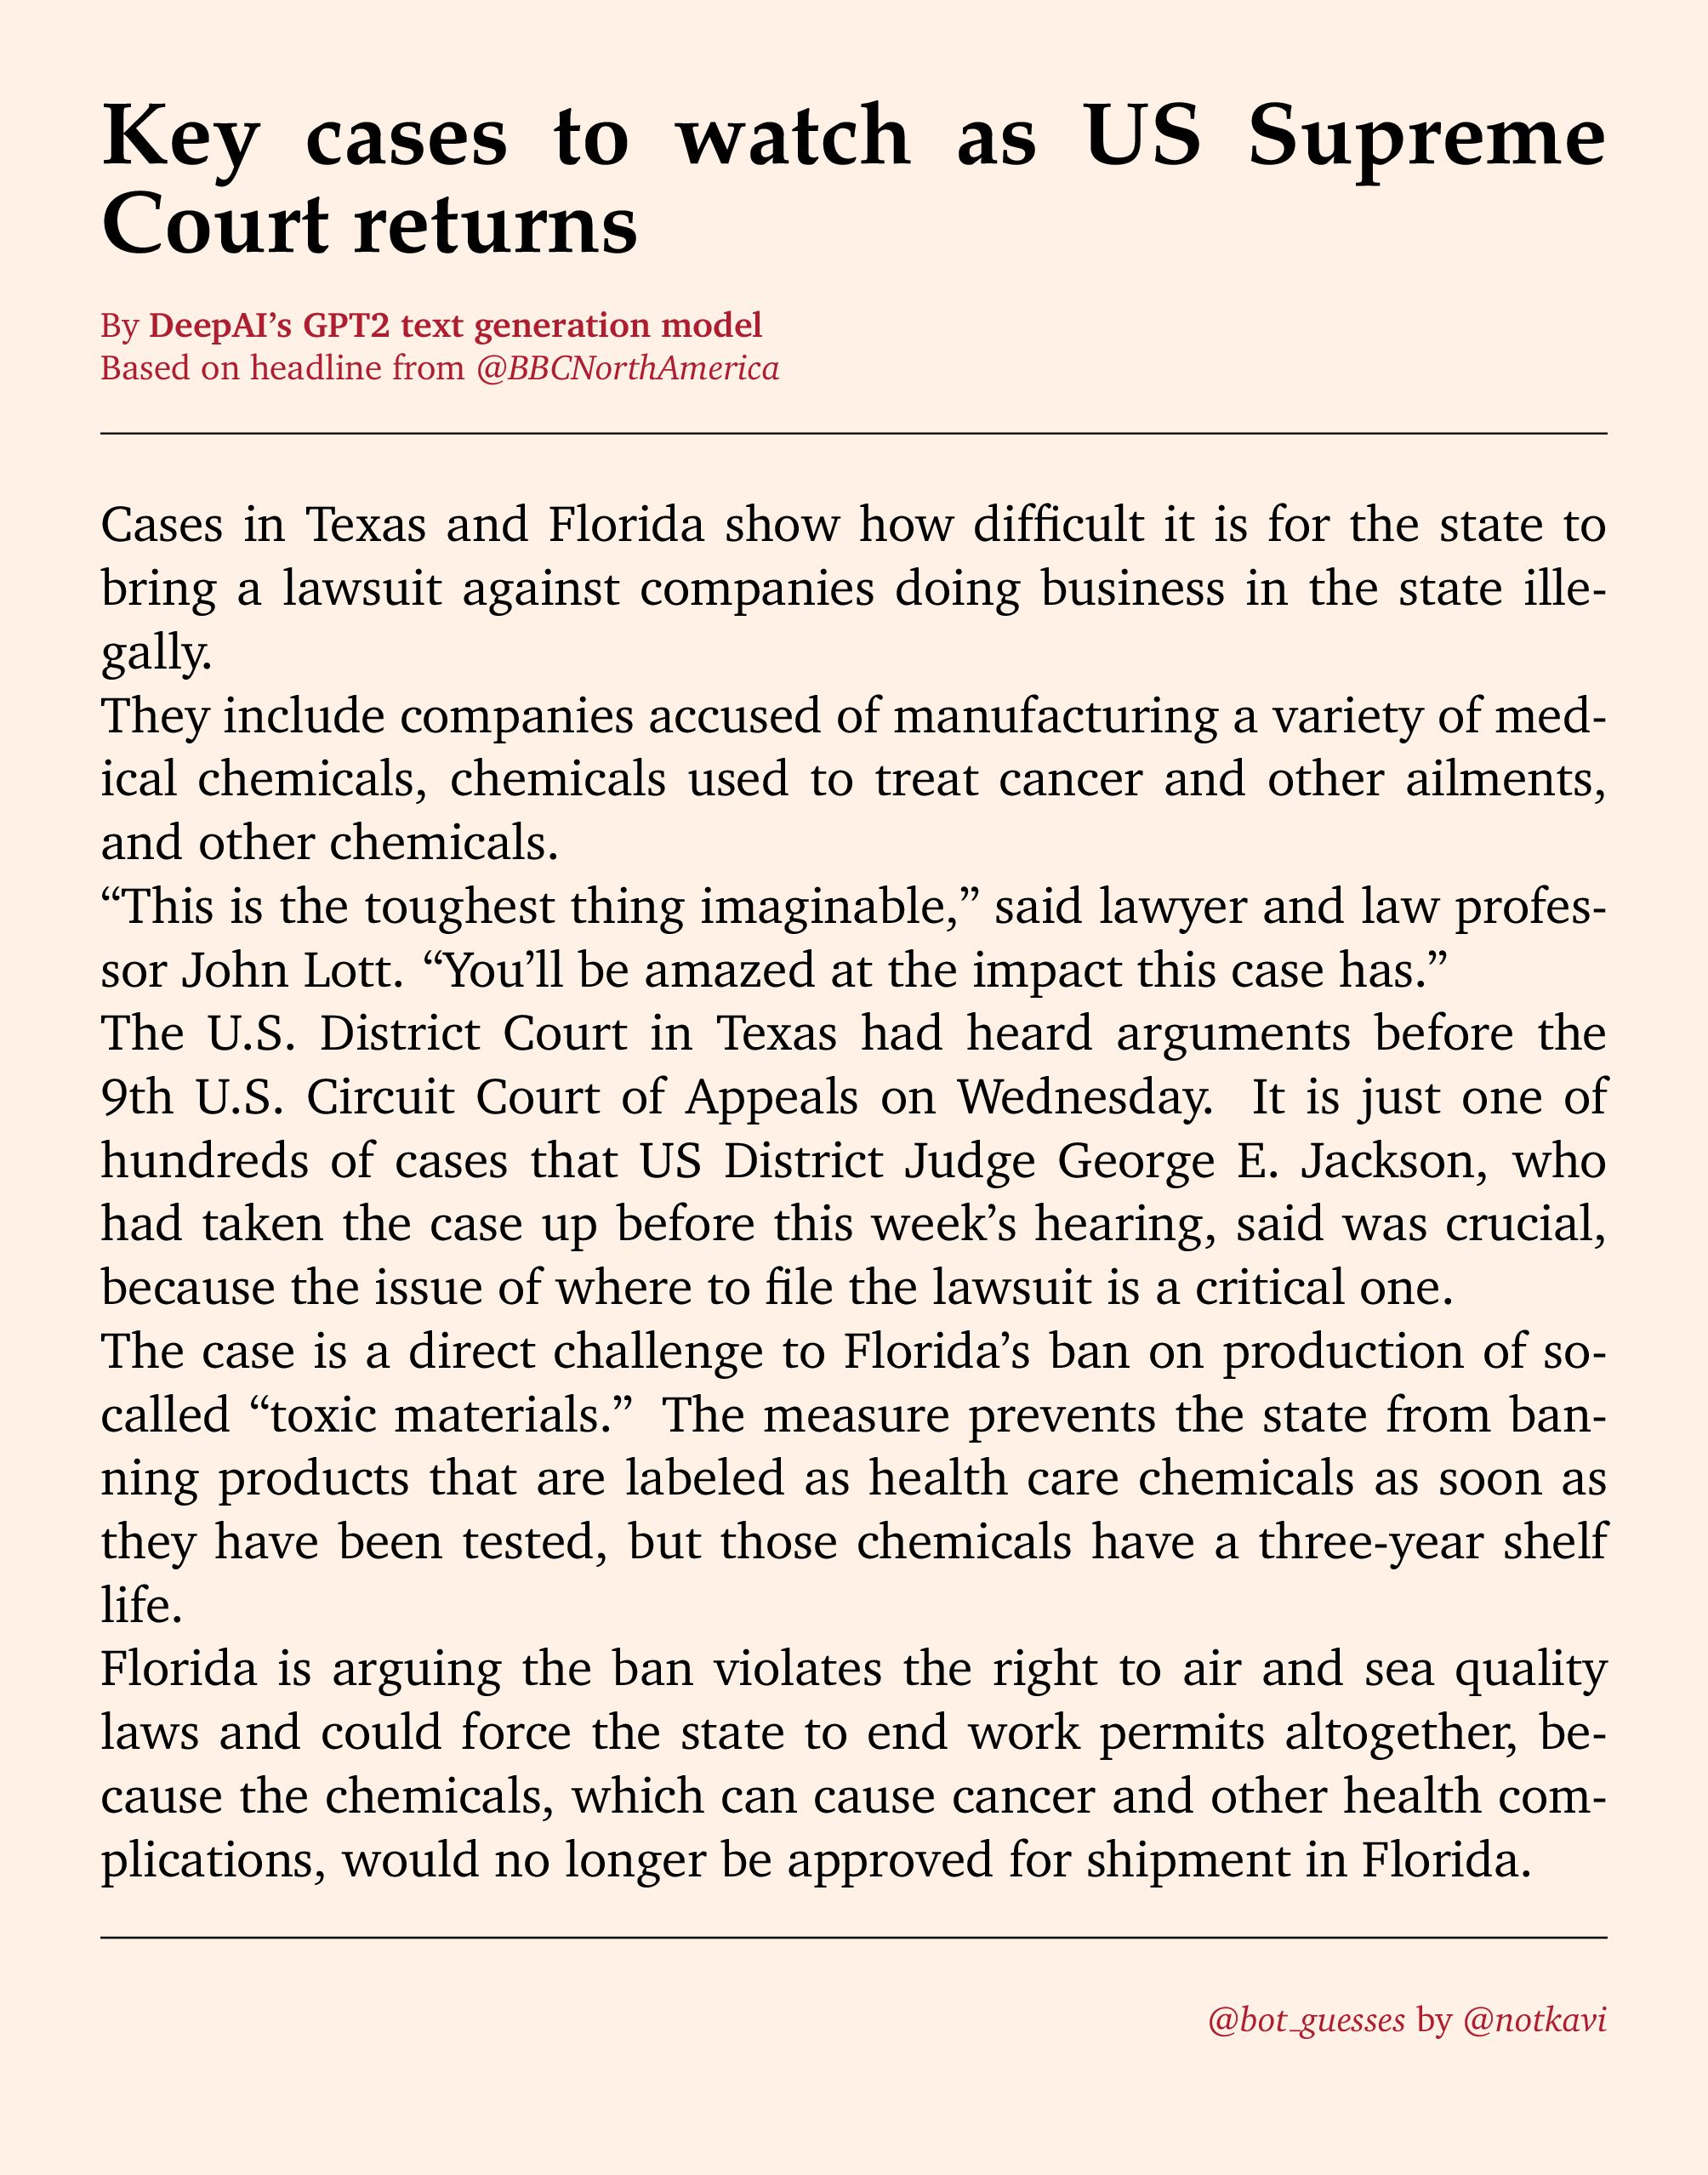 Key cases to watch as US Supreme
Court returns
By DeepAI’s GPT2 text generation model
Based on headline from @BBCNorthAmerica
Cases in Texas and Florida show how difficult it is for the state to
bring a lawsuit against companies doing business in the state ille-
gally.
They include companies accused of manufacturing a variety of med-
ical chemicals, chemicals used to treat cancer and other ailments,
and other chemicals.
“This is the toughest thing imaginable,” said lawyer and law profes-
sor John Lott. “You’ll be amazed at the impact this case has.”
The U.S. District Court in Texas had heard arguments before the
9th U.S. Circuit Court of Appeals on Wednesday. It is just one of
hundreds of cases that US District Judge George E. Jackson, who
had taken the case up before this week’s hearing, said was crucial,
because the issue of where to file the lawsuit is a critical one.
The case is a direct challenge to Florida’s ban on production of so-
called “toxic materials.” The measure prevents the state from ban-
ning products that are labeled as health care chemicals as soon as
they have been tested, but those chemicals have a three-year shelf
life.
Florida is arguing the ban violates the right to air and sea quality
laws and could force the state to end work permits altogether, be-
cause the chemicals, which can cause cancer and other health com-
plications, would no longer be approved for shipment in Florida.
@bot_guesses by @notkavi